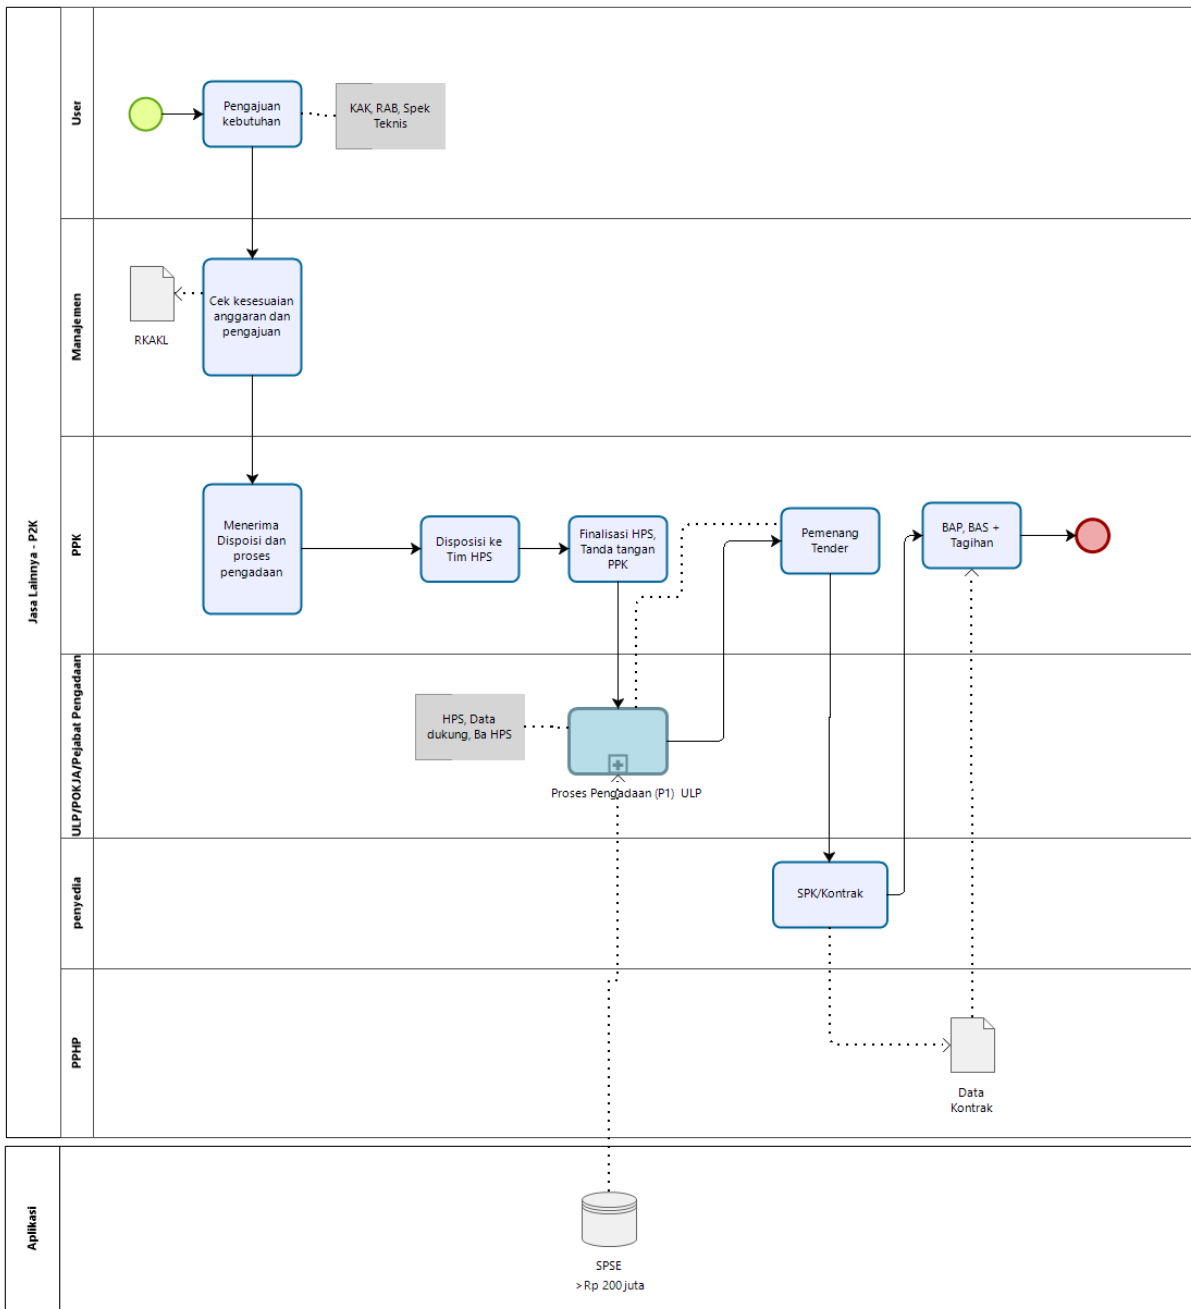 Jasa Lainnya - P2K
User
Pengajuan
kebutuhan
KAK, RAB, Spek
Teknis
Manajemen
Cek kesesuaian
anggaran dan
pengajuan
RKAKL
PPK
Menerima
Dispoisi dan
proses
pengadaan
Disposisi ke
Tim HPS
Finalisasi HPS,
Tanda tangan
PPK
Pemenang
Tender
BAP, BAS +
Tagihan
ULP/POKJA/Pejabat Pengadaan
HPS, Data
dukung, Ba HPS
Proses Pengadaan (P1) ULP
penyedia
SPK/Kontrak
PPHP
Data
Kontrak
Aplikasi
SPSE
>Rp 200 juta